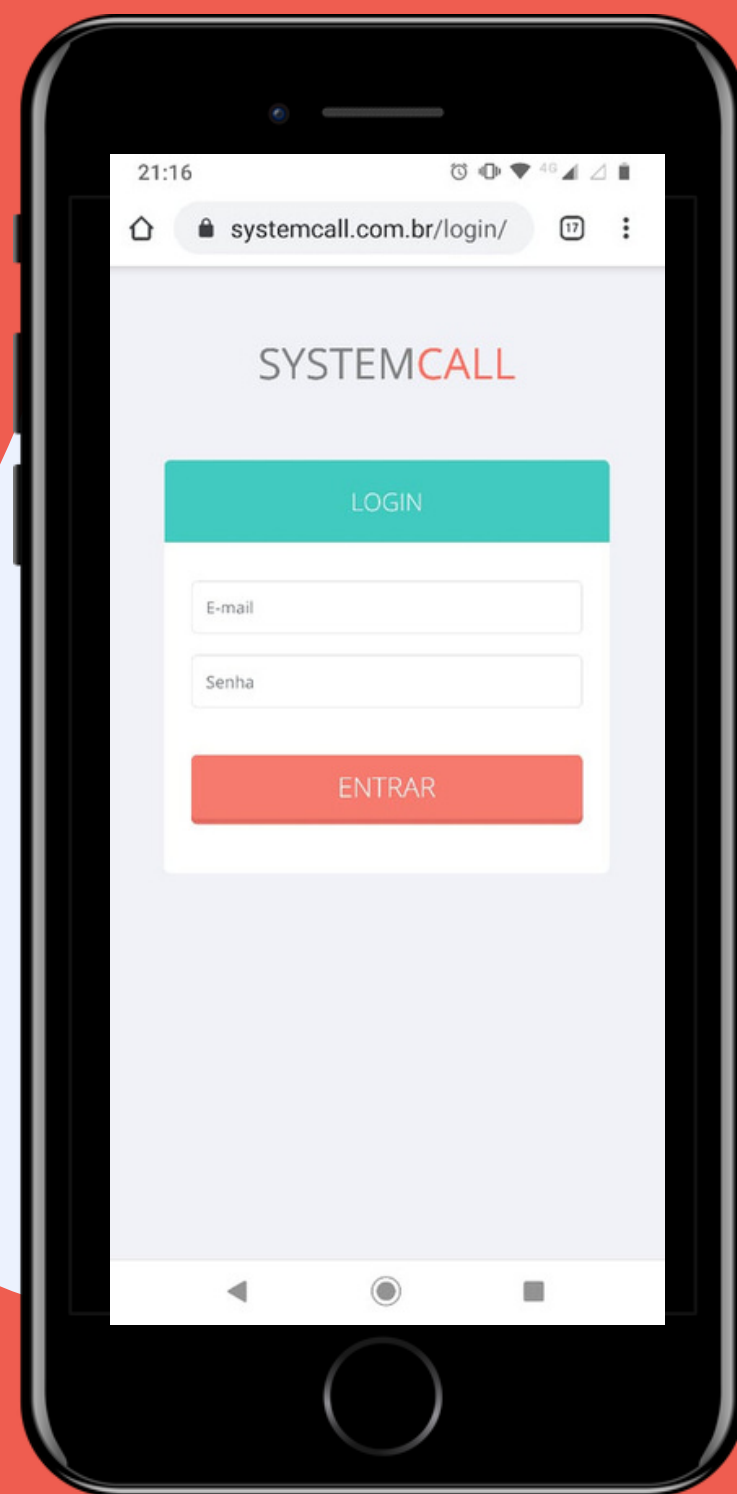 21:16
4G
systemcall.com.br/login/
17
SYSTEMCALL
LOGIN
E-mail
Senha
ENTRAR